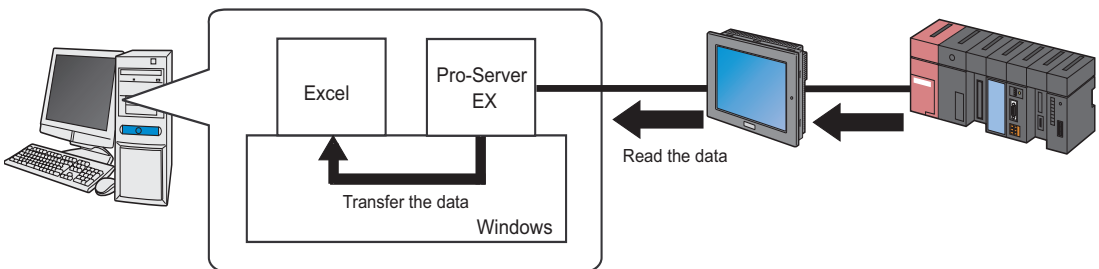 Excel
Pro-Server
EX
Read the data
Transfer the data
Windows